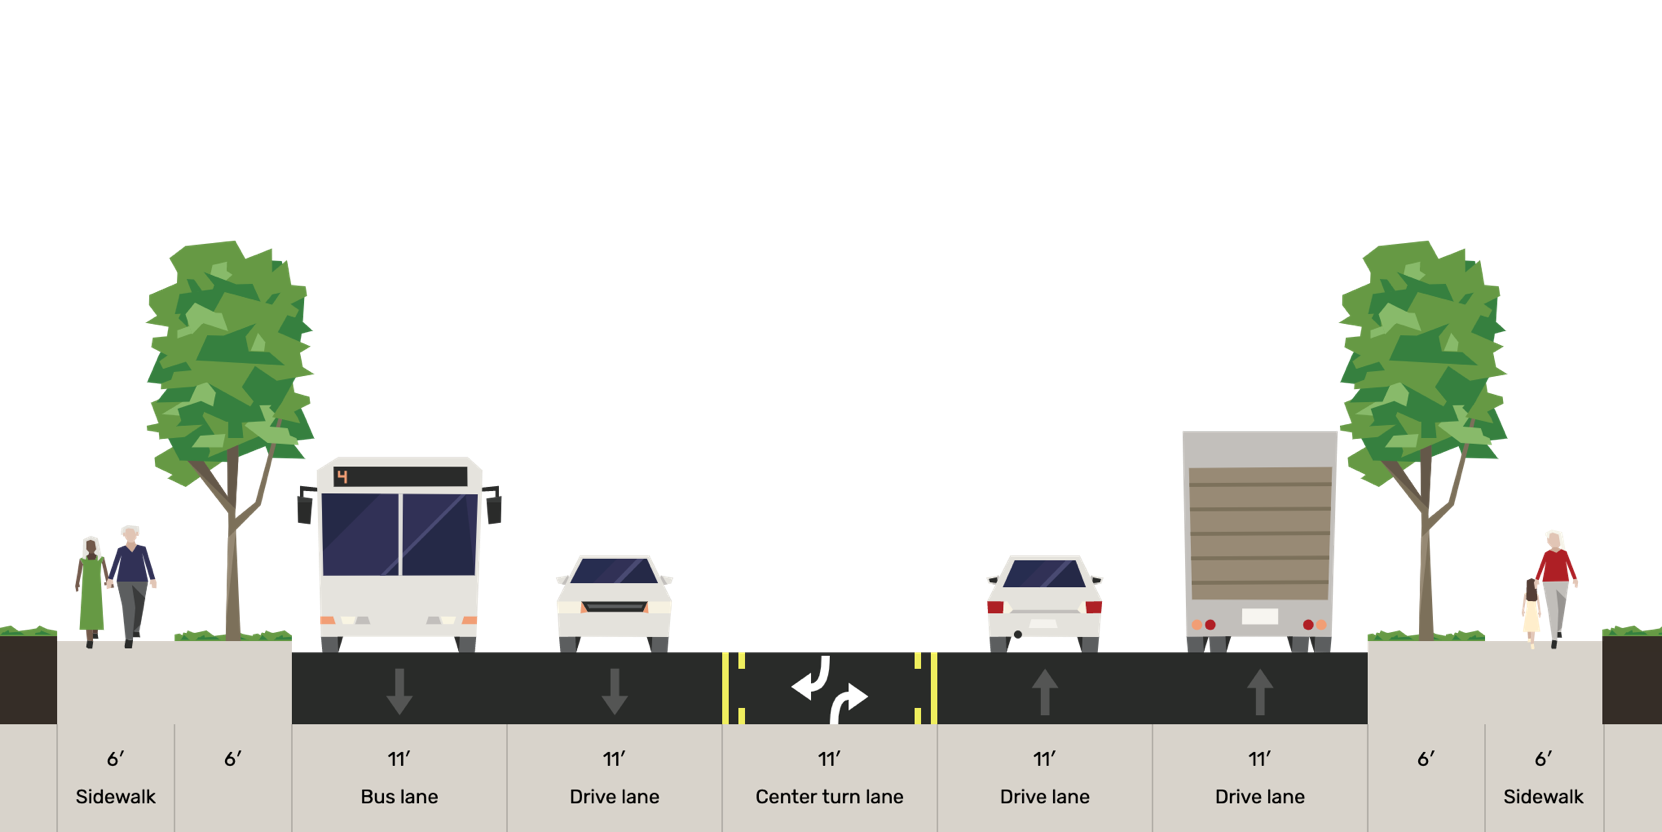 4
6′ 6′ 11′ 11′ 11′ 11′ 11′ 6′ 6′
Sidewalk Bus lane Drive lane Center turn lane Drive lane Drive lane Sidewalk